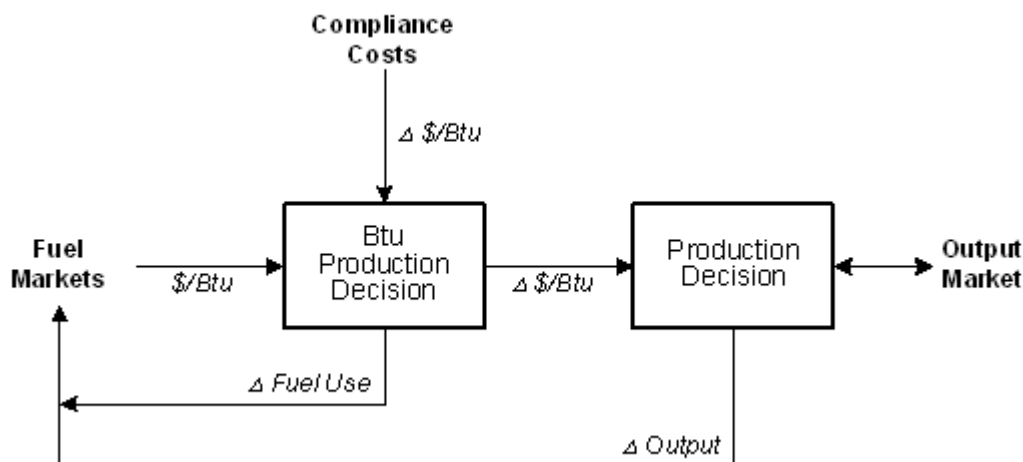 Compliance
Costs
Δ $/Btu
Fuel
Markets
$/Btu
Btu
Production
Decision
Δ $/Btu
Production
Decision
Output
Market
Δ Fuel Use
Δ Output